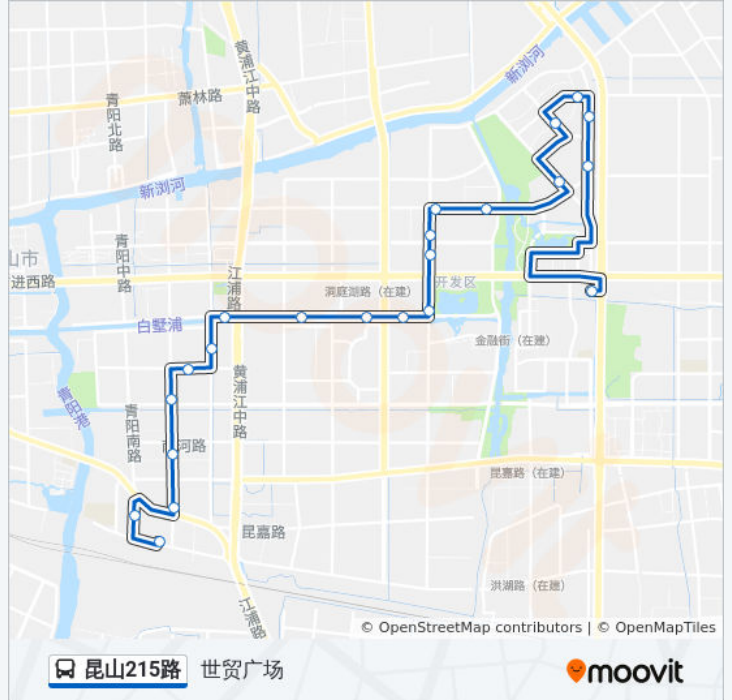 新浏河
黄浦江中路
萧林路
青阳北路
新浏河
青阳中路
山市
进西路
江浦路
洞庭湖路（在建）
开发区
白墅浦
金融街（在建）
黄浦江中路
青阳港
青阳南路
河路
昆嘉路（在建）
昆嘉路
洪湖路（在建）
江浦路
© OpenStreetMap contributors | © OpenMapTiles
昆山215路 世贸广场
moovit